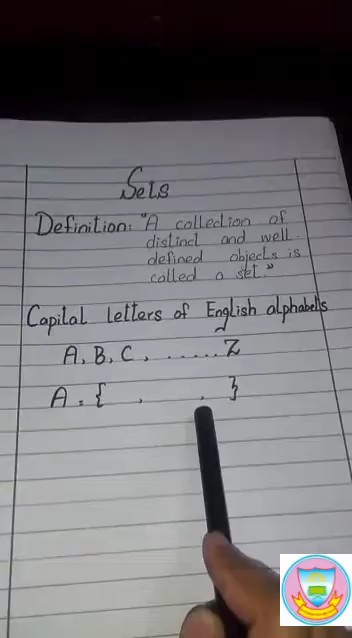 Sets
Definition: "A collection of
distinct and well-
defined objects is
called a set."
Capital letters of English alphabets
A, B, C, ...... Z
A = { , , }